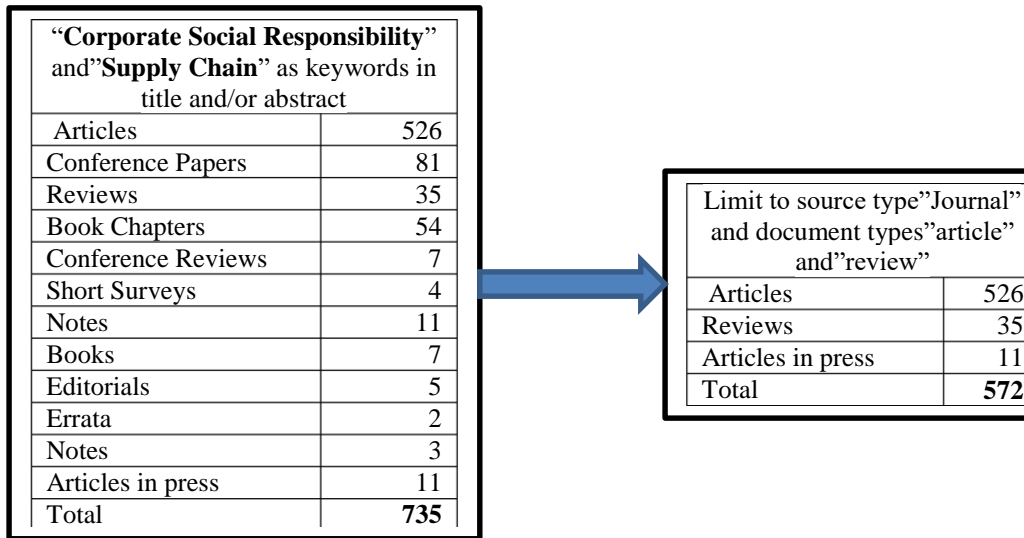 “Corporate Social Responsibility”
and”Supply Chain” as keywords in
title and/or abstract
Articles 526
Conference Papers 81
Reviews 35
Book Chapters 54
Conference Reviews 7
Short Surveys 4
Notes 11
Books 7
Editorials 5
Errata 2
Notes 3
Articles in press 11
Total 735
Limit to source type”Journal”
and document types”article”
and”review”
Articles 526
Reviews 35
Articles in press 11
Total 572